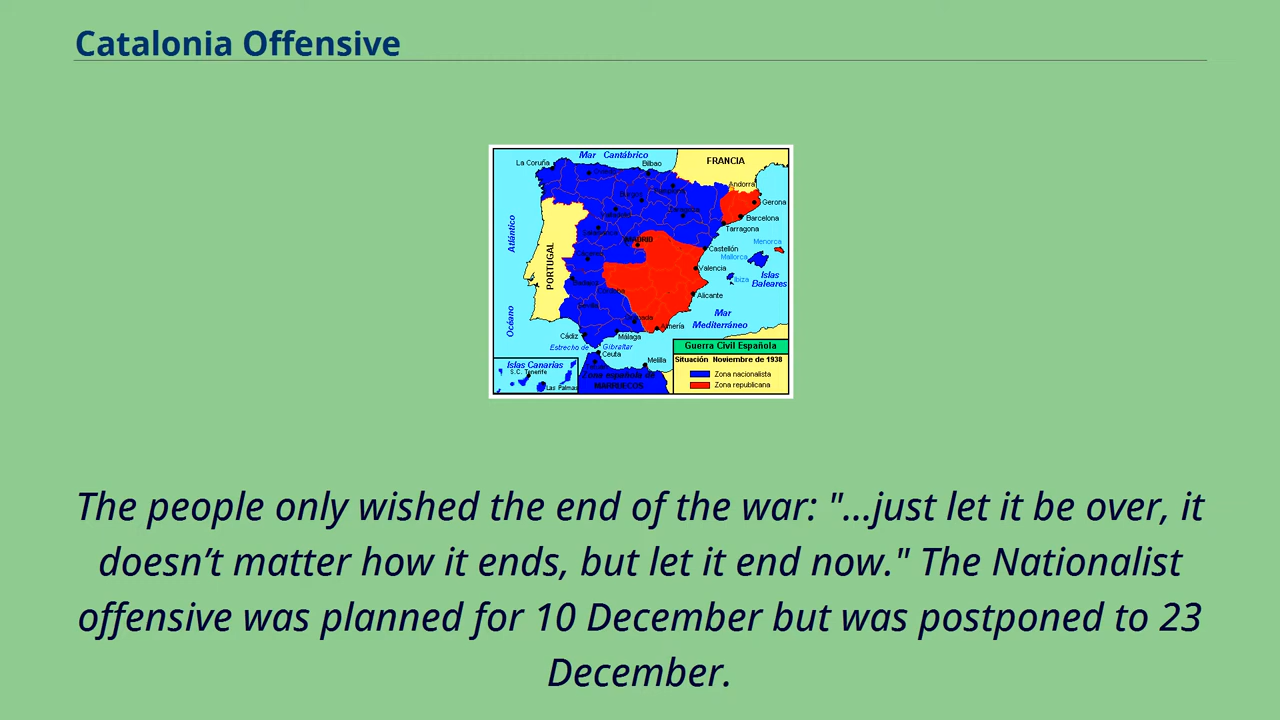 Catalonia Offensive
Mar Cantábrico
FRANCIA
La Coruña
Bilbao
Andorra
Gerona
Barcelona
Tarragona
MADRID
Castellón
Menorca
Mallorca
Valencia
Ibiza
Islas
Baleares
Atlántico
PORTUGAL
Alicante
Mar
Mediterráneo
Océano
Almería
Cádiz
Málaga
Estrecho de Gibraltar
Ceuta
Melilla
Guerra Civil Española
Situación Noviembre de 1938
Zona nacionalista
Zona republicana
Islas Canarias
S.C. Tenerife
Las Palmas
Zona española de
MARRUECOS
The people only wished the end of the war: "...just let it be over, it
doesn’t matter how it ends, but let it end now." The Nationalist
offensive was planned for 10 December but was postponed to 23
December.